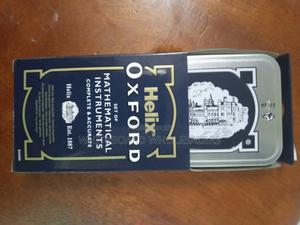 Helix
OXFORD
SET OF
MATHEMATICAL
INSTRUMENTS
COMPLETE & ACCURATE
Helix
Est. 1887
®